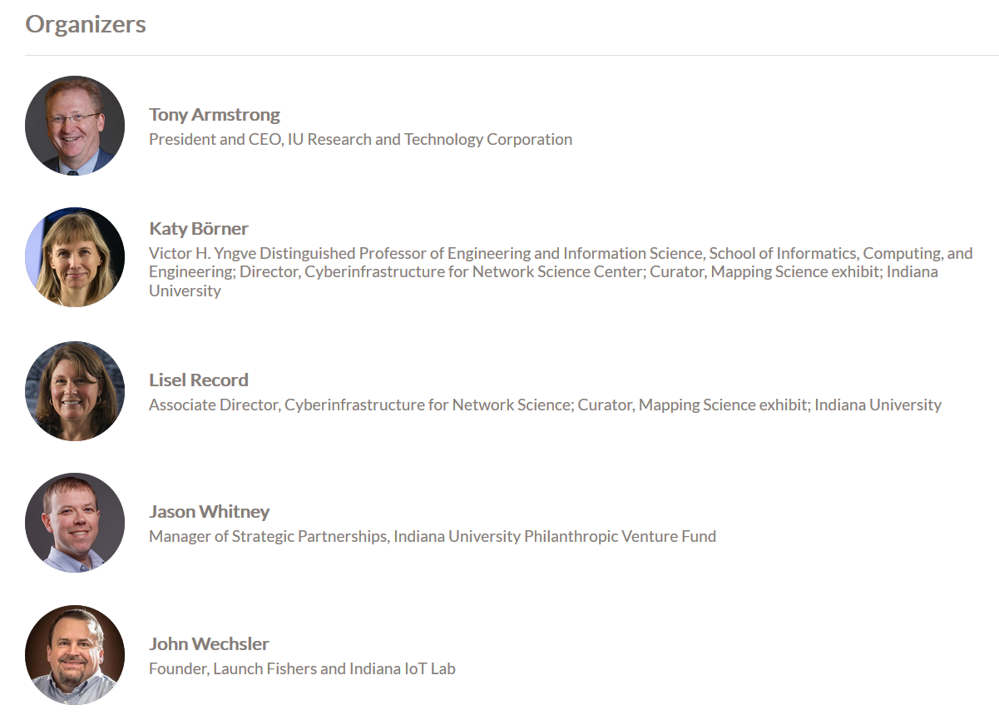 Organizers
Tony Armstrong
President and CEO, IU Research and Technology Corporation
Katy Börner
Victor H. Yngve Distinguished Professor of Engineering and Information Science, School of Informatics, Computing, and
Engineering; Director, Cyberinfrastructure for Network Science Center; Curator, Mapping Science exhibit; Indiana
University
Lisel Record
Associate Director, Cyberinfrastructure for Network Science; Curator, Mapping Science exhibit; Indiana University
Jason Whitney
Manager of Strategic Partnerships, Indiana University Philanthropic Venture Fund
John Wechsler
Founder, Launch Fishers and Indiana IoT Lab